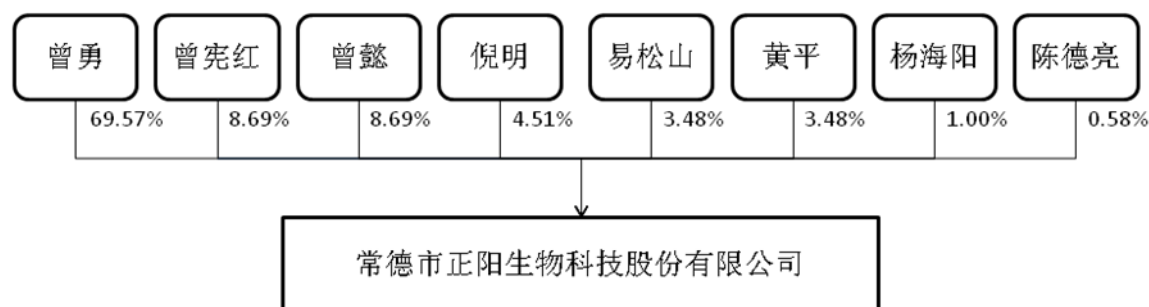 曾勇 曾宪红 曾懿 倪明 易松山 黄平 杨海阳 陈德亮
69.57% 8.69% 8.69% 4.51% 3.48% 3.48% 1.00% 0.58%
常德市正阳生物科技股份有限公司